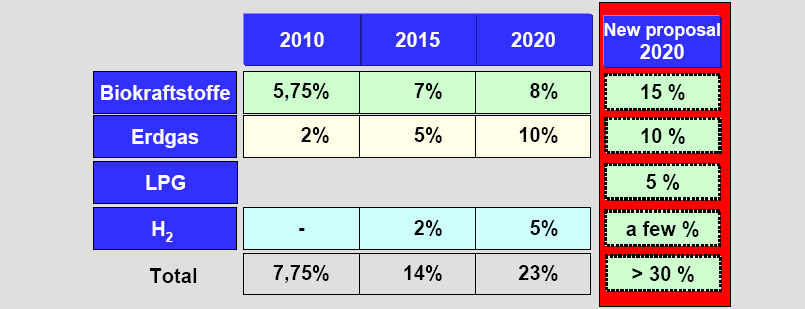 2010 2015 2020 New proposal
2020
Biokraftstoffe 5,75% 7% 8% 15 %
Erdgas 2% 5% 10% 10 %
LPG 5 %
H2 - 2% 5% a few %
Total 7,75% 14% 23% > 30 %